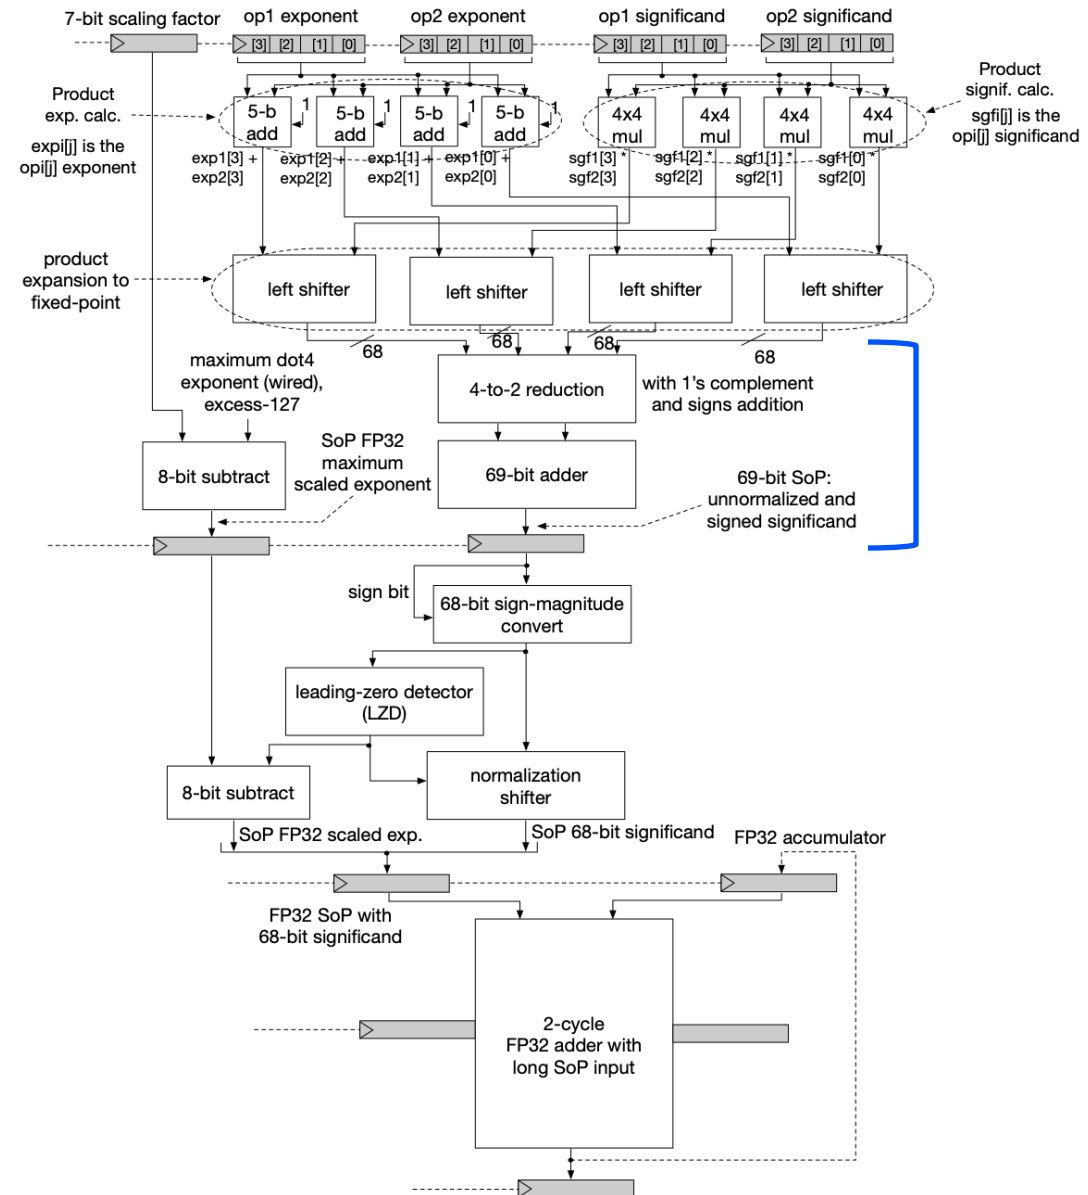 7-bit scaling factor
op1 exponent
op2 exponent
op1 significand
op2 significand
[3] [2] [1] [0]
[3] [2] [1] [0]
[3] [2] [1] [0]
[3] [2] [1] [0]
Product
exp. calc.
expi[j] is the
opi[j] exponent
5-b
add
1
5-b
add
1
5-b
add
1
5-b
add
1
4x4
mul
4x4
mul
4x4
mul
4x4
mul
Product
signif. calc.
sgfi[j] is the
opi[j] significand
exp1[3] +
exp2[3]
exp1[2] +
exp2[2]
exp1[1] +
exp2[1]
exp1[0] +
exp2[0]
sgf1[3] *
sgf2[3]
sgf1[2] *
sgf2[2]
sgf1[1] *
sgf2[1]
sgf1[0] *
sgf2[0]
product
expansion to
fixed-point
left shifter
left shifter
left shifter
left shifter
68
68
68
68
maximum dot4
exponent (wired),
excess-127
4-to-2 reduction
with 1's complement
and signs addition
8-bit subtract
SoP FP32
maximum
scaled exponent
69-bit adder
69-bit SoP:
unnormalized and
signed significand
sign bit
68-bit sign-magnitude
convert
leading-zero detector
(LZD)
8-bit subtract
normalization
shifter
SoP FP32 scaled exp.
SoP 68-bit significand
FP32 accumulator
FP32 SoP with
68-bit significand
2-cycle
FP32 adder with
long SoP input